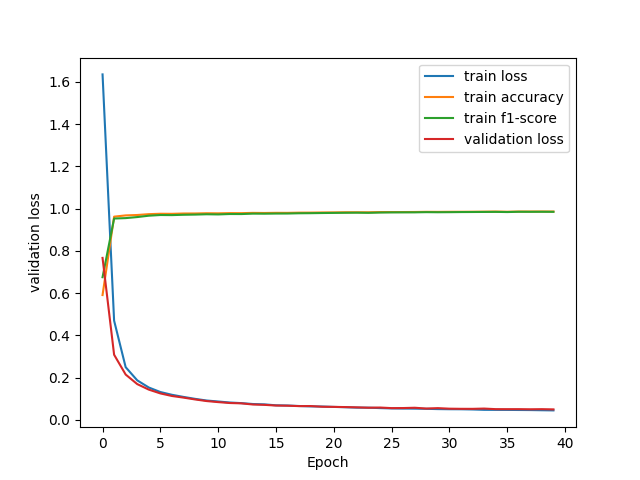 train loss
train accuracy
train f1-score
validation loss
validation loss
1.6
1.4
1.2
1.0
0.8
0.6
0.4
0.2
0.0
0 5 10 15 20 25 30 35 40
Epoch